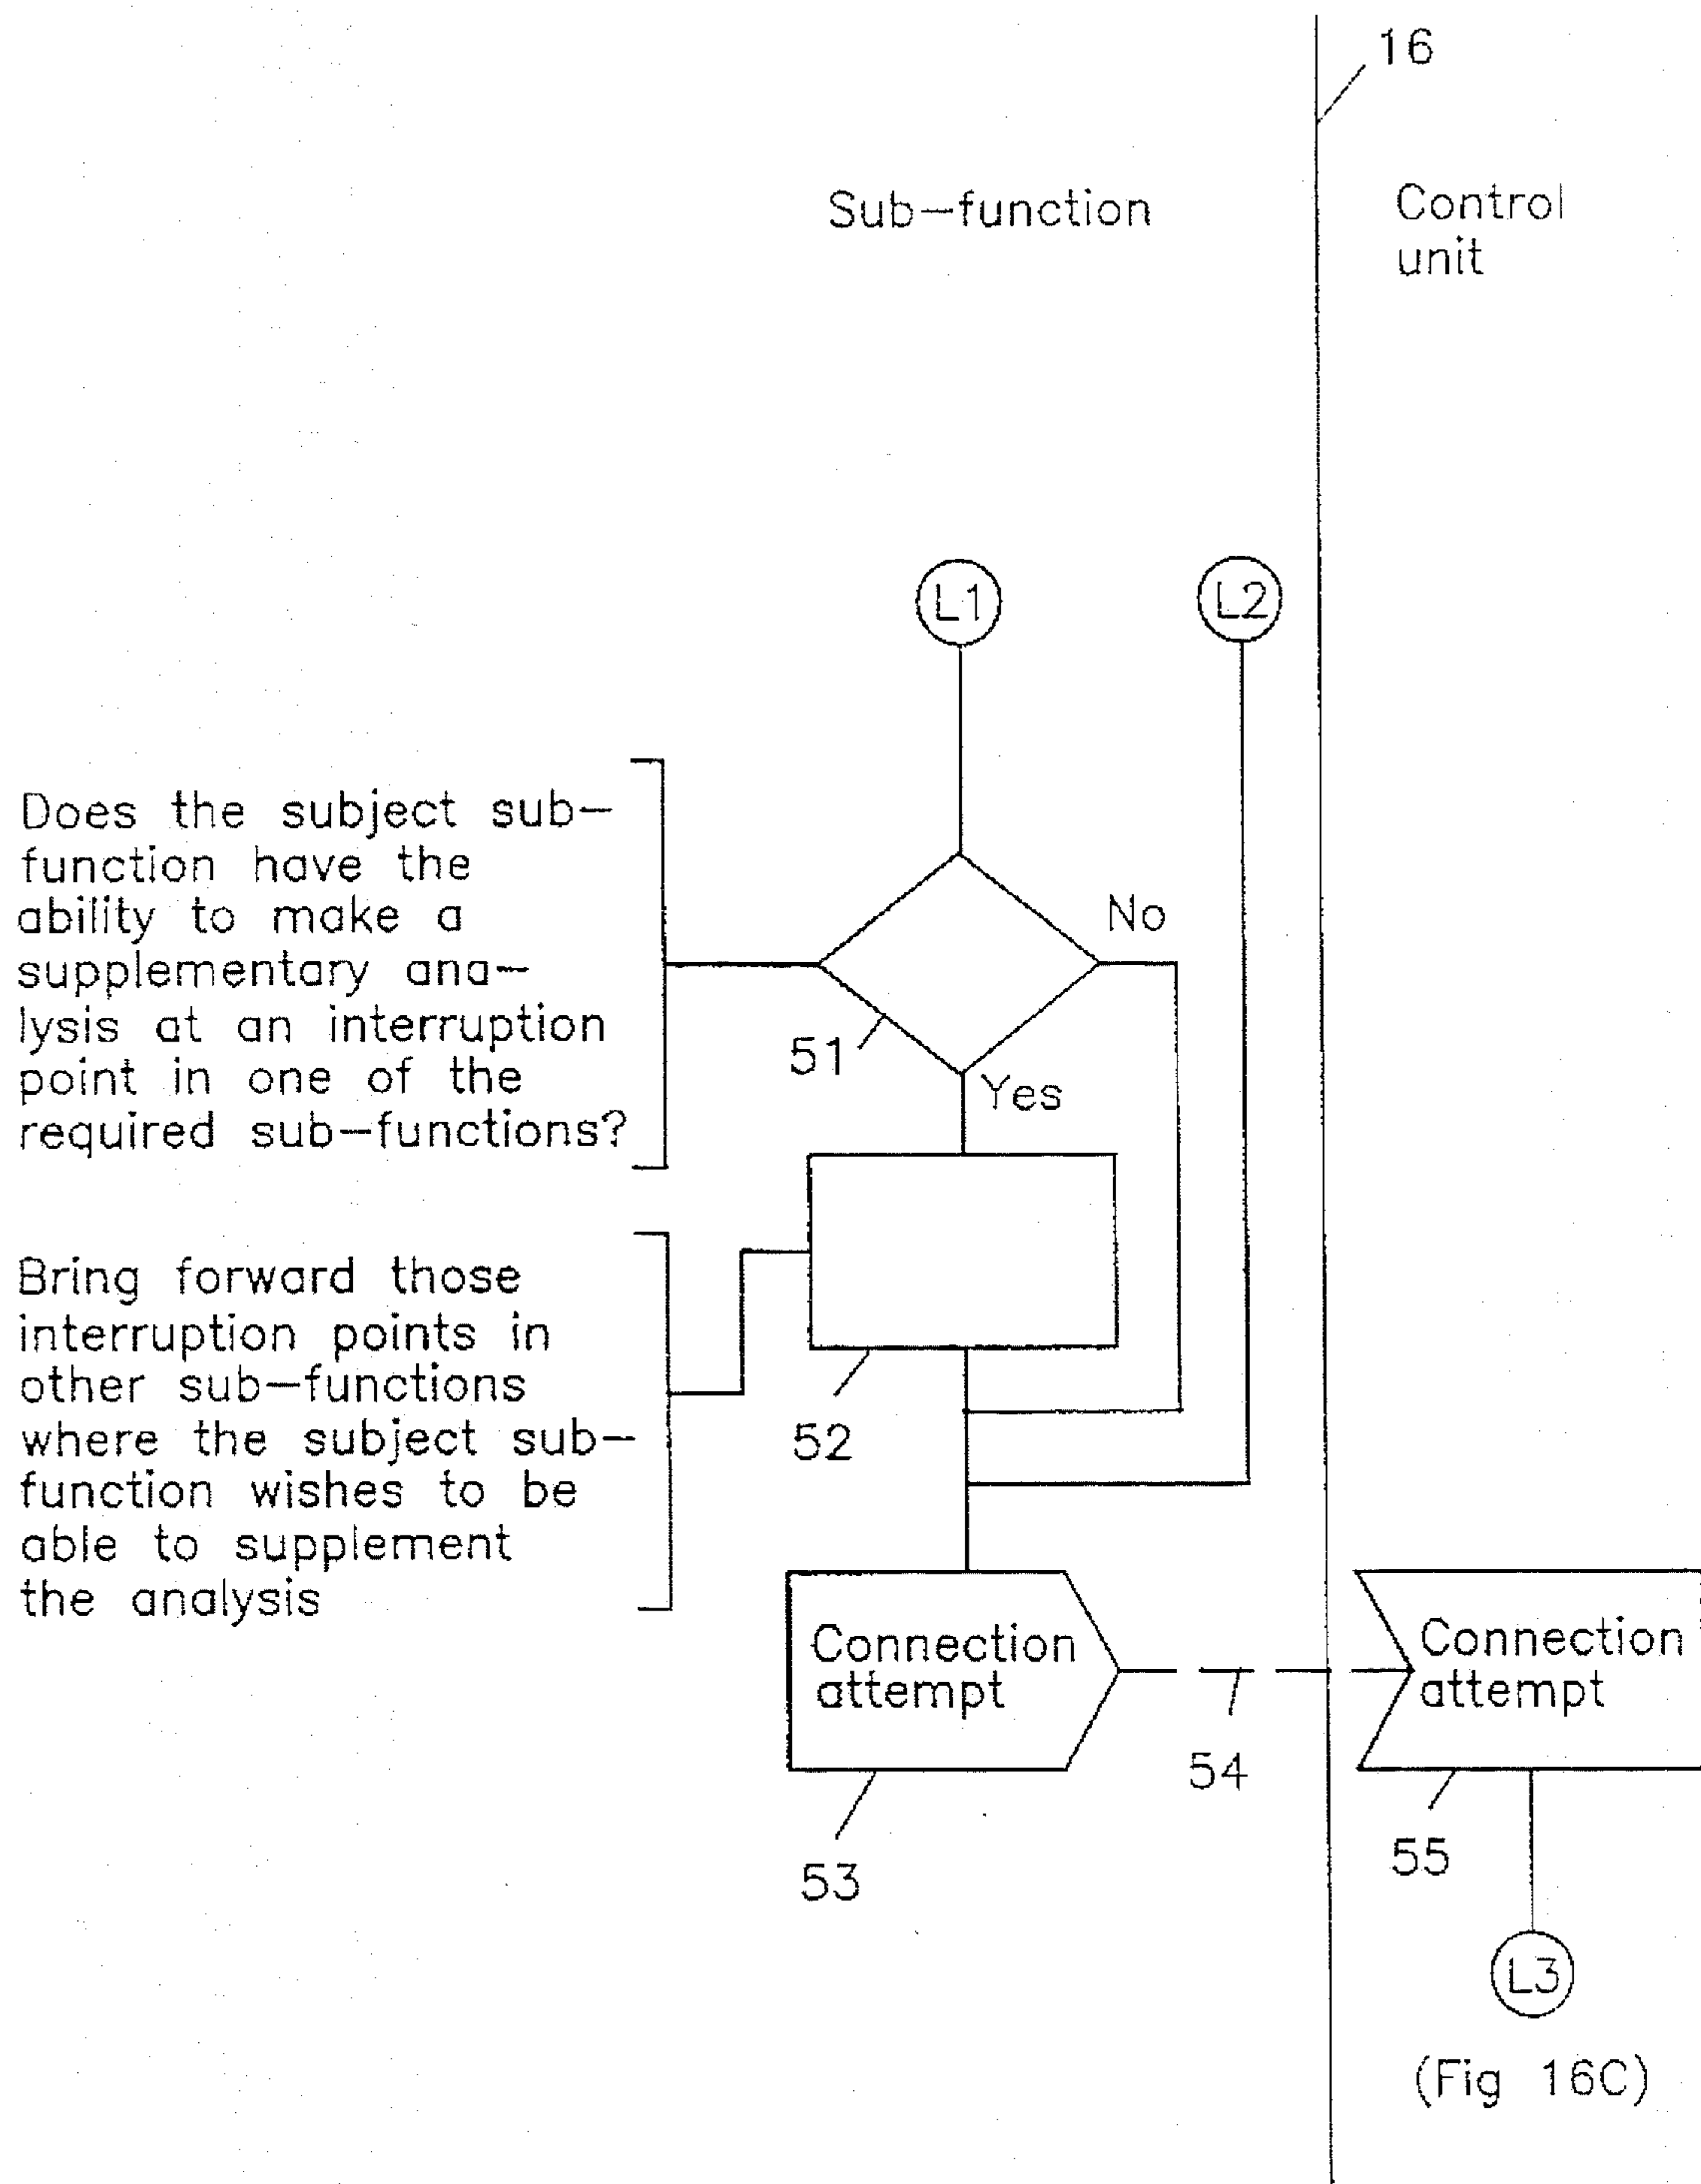 16
Sub-function
Control
unit
L1
L2
Does the subject sub-
function have the
ability to make a
supplementary ana-
lysis at an interruption
point in one of the
required sub-functions?
No
51
Yes
Bring forward those
interruption points in
other sub-functions
where the subject sub-
function wishes to be
able to supplement
the analysis
52
Connection
attempt
Connection
attempt
54
53
55
L3
(Fig 16C)